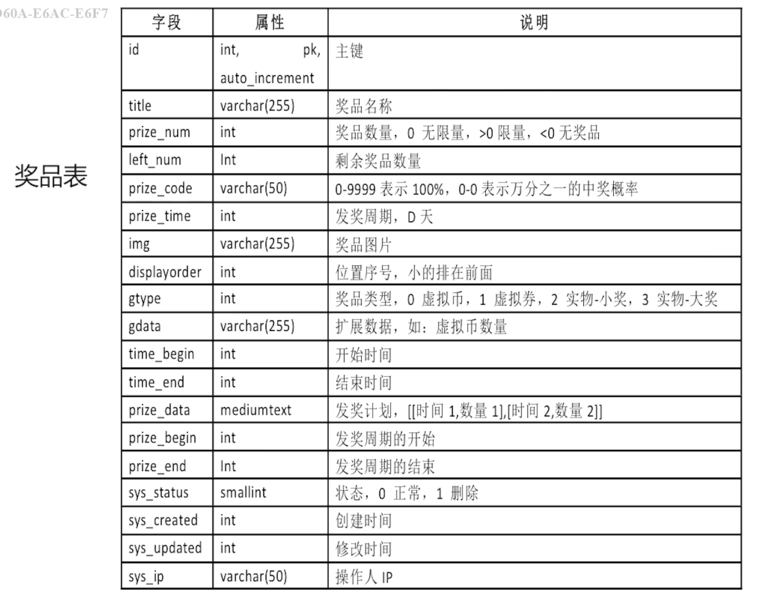 060A-E6AC-E6F7
奖品表
字段 属性 说明
id int, pk, 主键
auto_increment
title varchar(255) 奖品名称
prize_num int 奖品数量，0 无限量，>0 限量，<0 无奖品
left_num Int 剩余奖品数量
prize_code varchar(50) 0-9999 表示 100%，0-0 表示万分之一的中奖概率
prize_time int 发奖周期，D 天
img varchar(255) 奖品图片
displayorder int 位置序号，小的排在前面
gtype int 奖品类型，0 虚拟币，1 虚拟券，2 实物-小奖，3 实物-大奖
gdata varchar(255) 扩展数据，如：虚拟币数量
time_begin int 开始时间
time_end int 结束时间
prize_data mediumtext 发奖计划，[[时间 1,数量 1],[时间 2,数量 2]]
prize_begin int 发奖周期的开始
prize_end Int 发奖周期的结束
sys_status smallint 状态，0 正常，1 删除
sys_created int 创建时间
sys_updated int 修改时间
sys_ip varchar(50) 操作人 IP